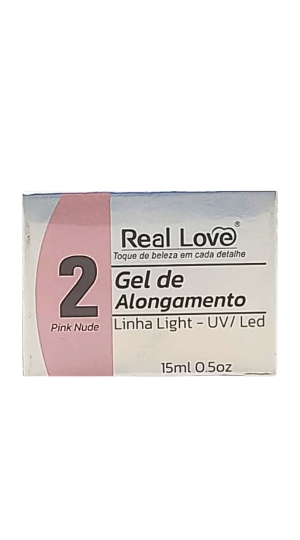 Real Love®
Toque de beleza em cada detalhe
2
Pink Nude
Gel de
Alongamento
Linha Light - UV/ Led
15ml 0.5oz